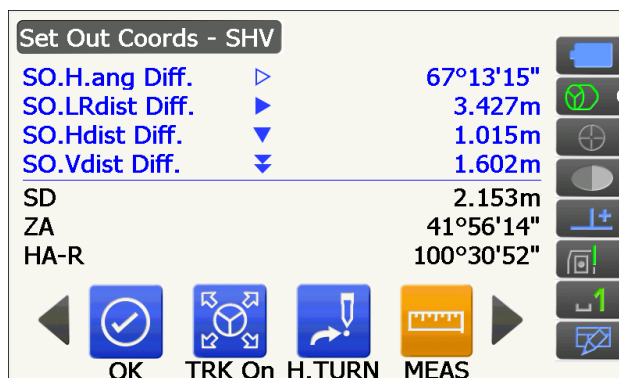 Set Out Coords - SHV
SO.H.ang Diff. 67°13'15"
SO.LRdist Diff. 3.427m
SO.Hdist Diff. 1.015m
SO.Vdist Diff. 1.602m
SD 2.153m
ZA 41°56'14"
HA-R 100°30'52"
1
OK TRK On H.TURN MEAS